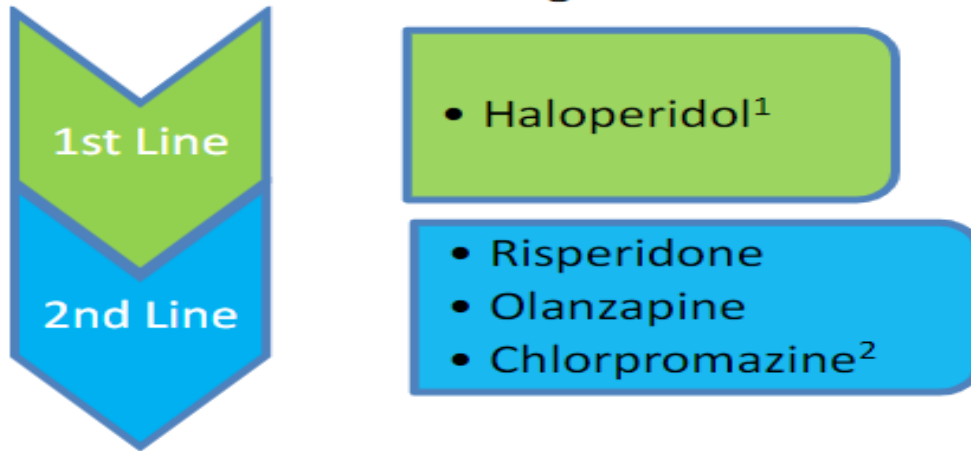 1st Line
• Haloperidol¹
2nd Line
• Risperidone
• Olanzapine
• Chlorpromazine²